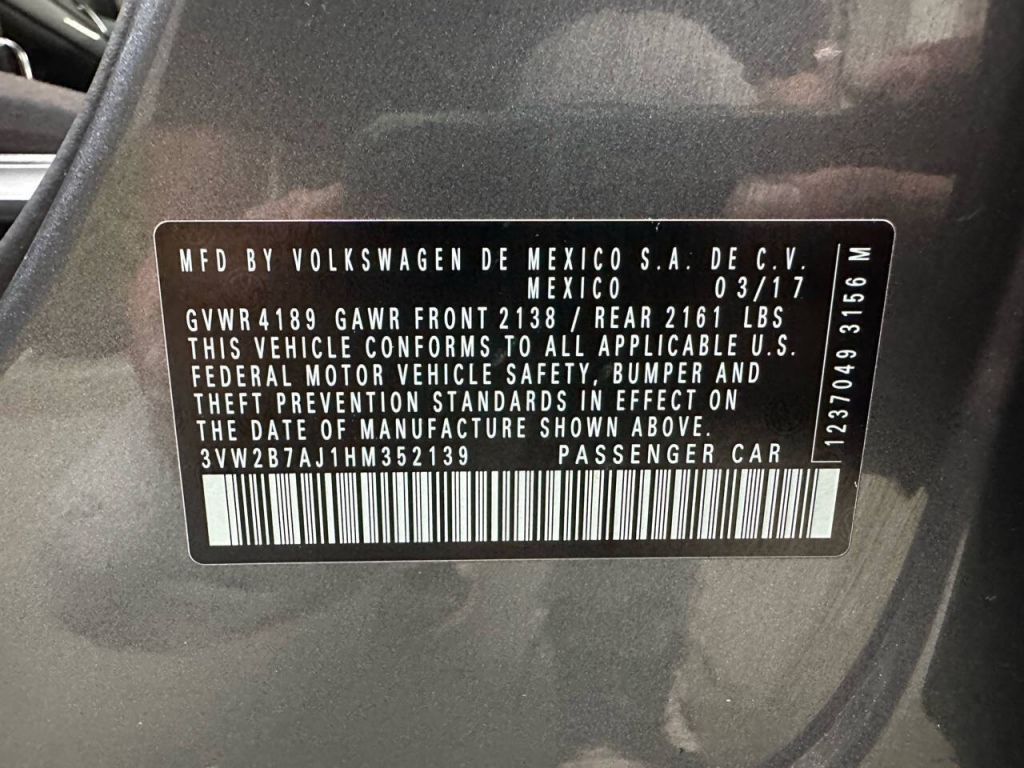 MFD BY VOLKSWAGEN DE MEXICO S.A. DE C.V.
MEXICO 03/17
GVWR 4189 GAWR FRONT 2138 / REAR 2161 LBS
THIS VEHICLE CONFORMS TO ALL APPLICABLE U.S.
FEDERAL MOTOR VEHICLE SAFETY, BUMPER AND
THEFT PREVENTION STANDARDS IN EFFECT ON
THE DATE OF MANUFACTURE SHOWN ABOVE.
3VW2B7AJ1HM352139 PASSENGER CAR
1237049 3156 M